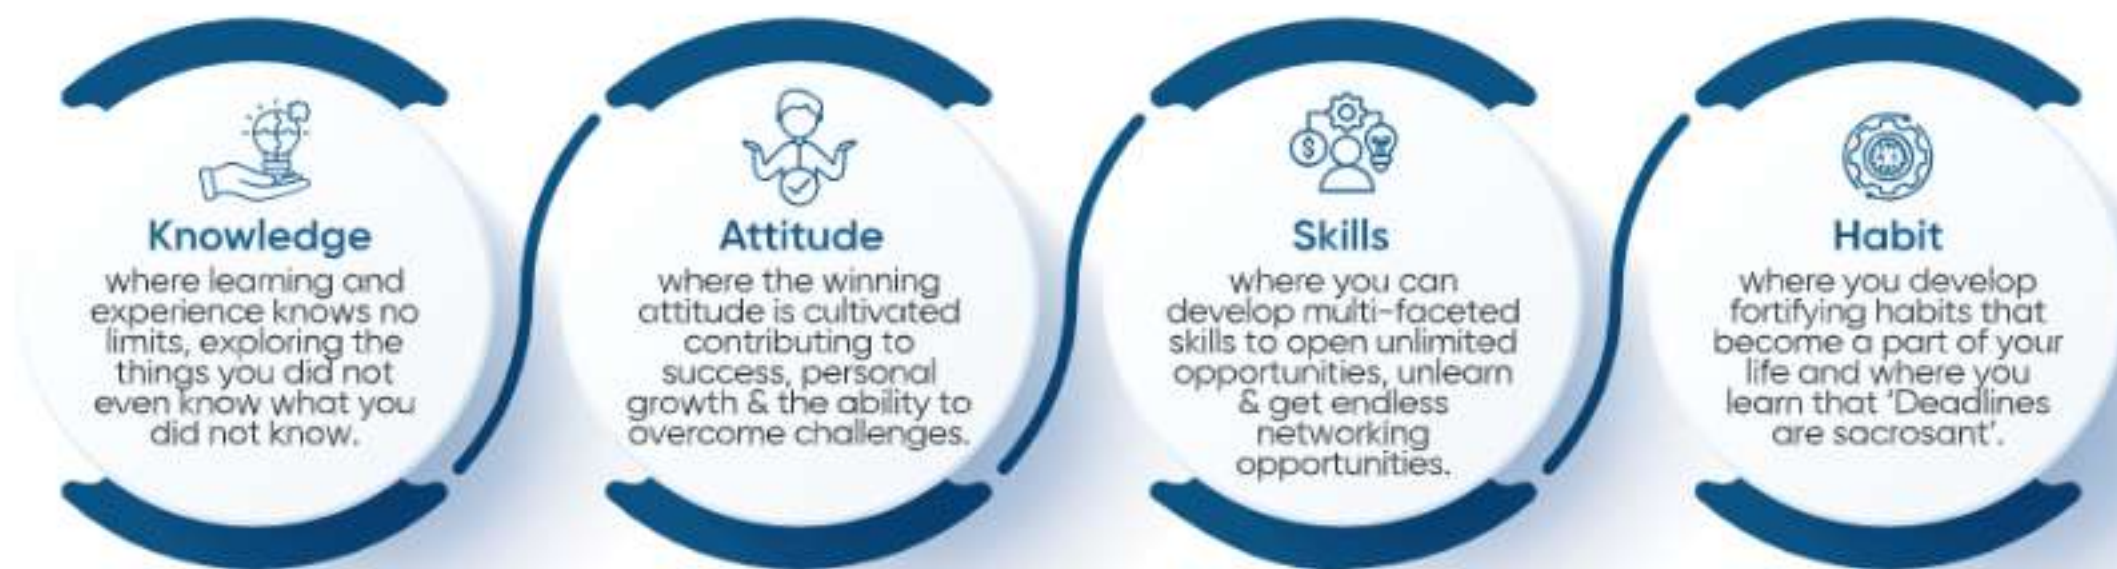 Knowledge
where learning and
experience knows no
limits, exploring the
things you did not
even know what you
did not know.
Attitude
where the winning
attitude is cultivated
contributing to
success, personal
growth & the ability to
overcome challenges.
Skills
where you can
develop multi-faceted
skills to open unlimited
opportunities, unlearn
& get endless
networking
opportunities.
Habit
where you develop
fortifying habits that
become a part of your
life and where you
learn that 'Deadlines
are sacrosant'.
$